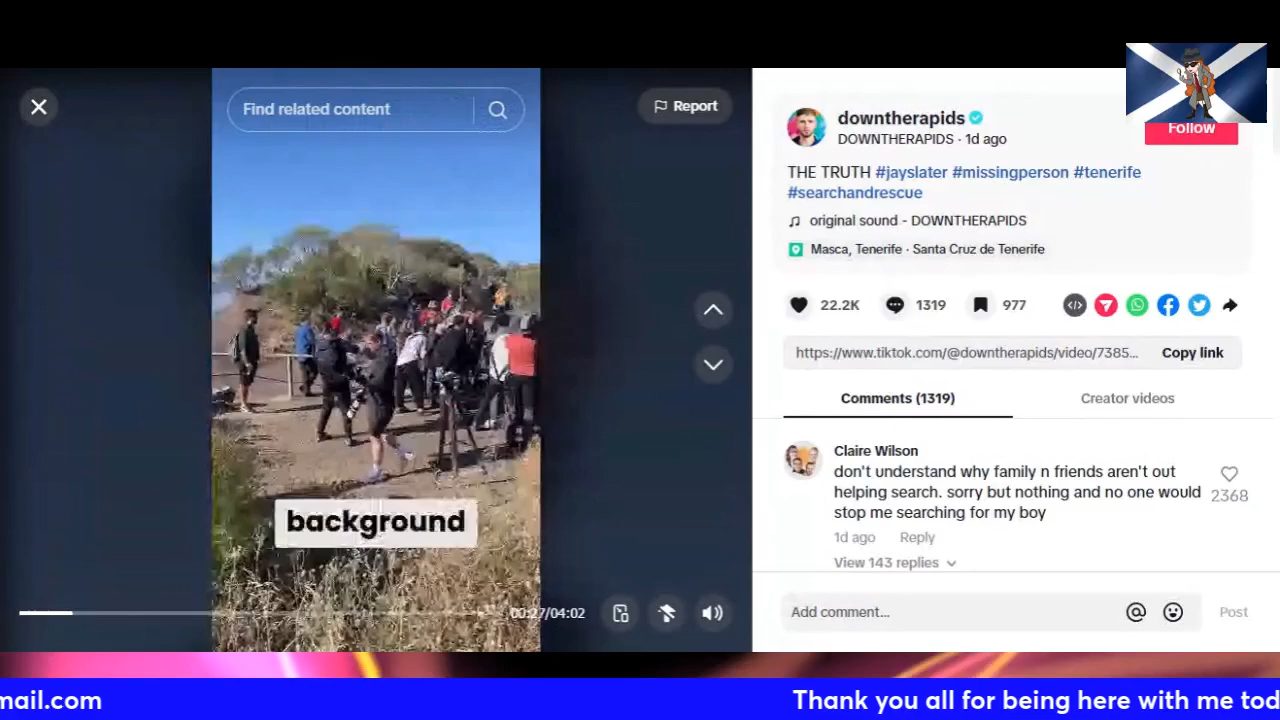 Find related content
Report
background
00:27/04:02
downtherapids
DOWNTHERAPIDS · 1d ago
Follow
THE TRUTH #jayslater #missingperson #tenerife
#searchandrescue
original sound - DOWNTHERAPIDS
Masca, Tenerife · Santa Cruz de Tenerife
22.2K
1319
977
https://www.tiktok.com/@downtherapids/video/7385...
Copy link
Comments (1319)
Creator videos
Claire Wilson
don't understand why family n friends aren't out
helping search. sorry but nothing and no one would
stop me searching for my boy
2368
1d ago
Reply
View 143 replies
Add comment...
Post
mail.com
Thank you all for being here with me tod